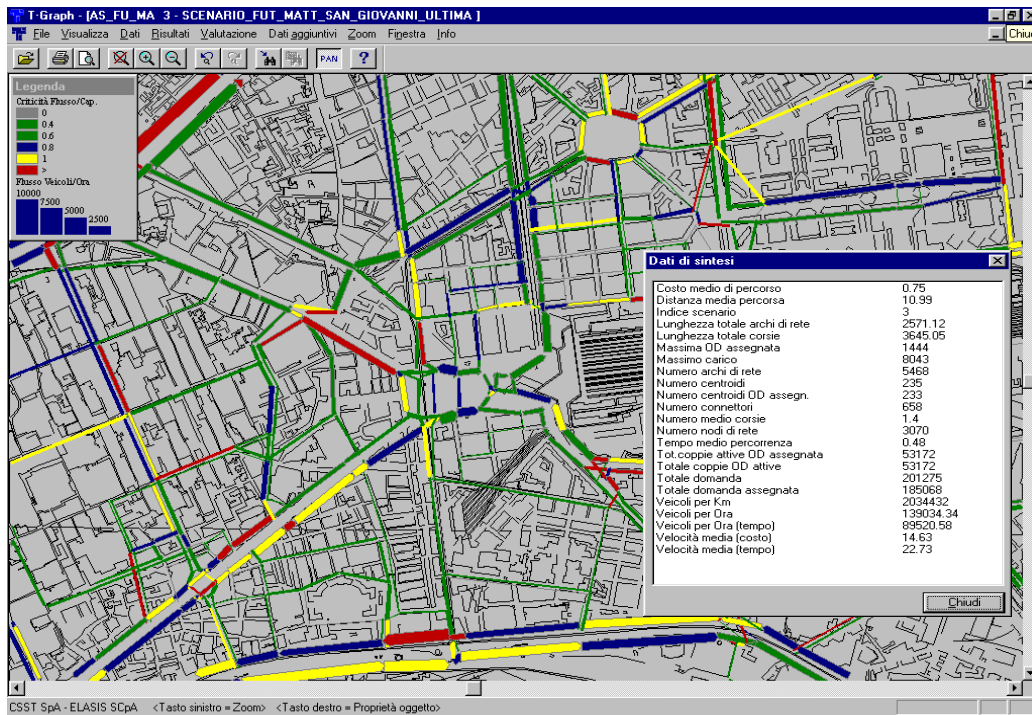 T-Graph - [AS_FU_MA 3 - SCENARIO_FUT_MATT_SAN_GIOVANNI_ULTIMA ]
File Visualizza Dati Risultati Valutazione Dati aggiuntivi Zoom Finestra Info
Chiud
PAN ?
Legenda
Criticità Flusso/Cap.
0
0.4
0.6
0.8
1
>
Flusso Veicoli/Ora
10000
7500
5000
2500
Dati di sintesi
Costo medio di percorso 0.75
Distanza media percorsa 10.99
Indice scenario 3
Lunghezza totale archi di rete 2571.12
Lunghezza totale corsie 3645.05
Massima OD assegnata 1444
Massimo carico 8043
Numero archi di rete 5468
Numero centroidi 235
Numero centroidi OD assegn. 233
Numero connettori 658
Numero medio corsie 1.4
Numero nodi di rete 3070
Tempo medio percorrenza 0.48
Tot.coppie attive OD assegnata 53172
Totale coppie OD attive 53172
Totale domanda 201275
Totale domanda assegnata 185068
Veicoli per Km 2034432
Veicoli per Ora 139034.34
Veicoli per Ora (tempo) 89520.58
Velocità media (costo) 14.63
Velocità media (tempo) 22.73
Chiudi
CSST SpA - ELASIS SCpA <Tasto sinistro = Zoom> <Tasto destro = Proprietà oggetto>